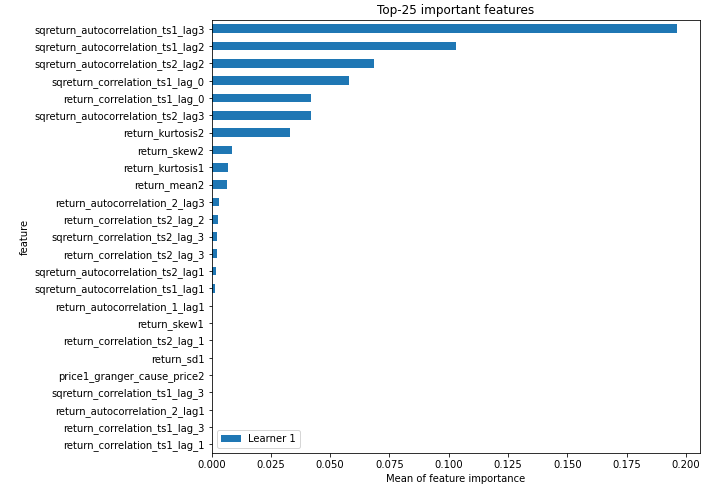 Top-25 important features
sqreturn_autocorrelation_ts1_lag3
sqreturn_autocorrelation_ts1_lag2
sqreturn_autocorrelation_ts2_lag2
sqreturn_correlation_ts1_lag_0
return_correlation_ts1_lag_0
sqreturn_autocorrelation_ts2_lag3
return_kurtosis2
return_skew2
return_kurtosis1
return_mean2
return_autocorrelation_2_lag3
return_correlation_ts2_lag_2
sqreturn_correlation_ts2_lag_3
return_correlation_ts2_lag_3
sqreturn_autocorrelation_ts2_lag1
sqreturn_autocorrelation_ts1_lag1
return_autocorrelation_1_lag1
return_skew1
return_correlation_ts2_lag_1
return_sd1
price1_granger_cause_price2
sqreturn_correlation_ts1_lag_3
return_autocorrelation_2_lag1
return_correlation_ts1_lag_3
return_correlation_ts1_lag_1
feature
Learner 1
0.000 0.025 0.050 0.075 0.100 0.125 0.150 0.175 0.200
Mean of feature importance